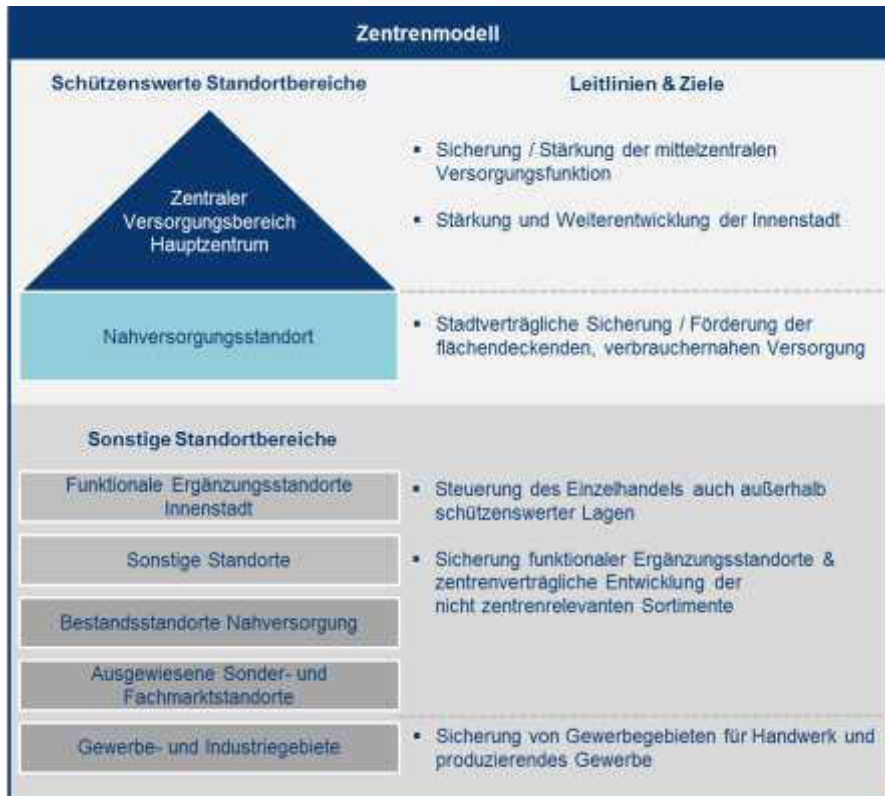 Zentrenmodell
Schützenswerte Standortbereiche
Leitlinien & Ziele
Zentraler
Versorgungsbereich
Hauptzentrum
▪ Sicherung / Stärkung der mittelzentralen
Versorgungsfunktion
▪ Stärkung und Weiterentwicklung der Innenstadt
Nahversorgungsstandort
▪ Stadtverträgliche Sicherung / Förderung der
flächendeckenden, verbrauchernahen Versorgung
Sonstige Standortbereiche
Funktionale Ergänzungsstandorte
Innenstadt
Sonstige Standorte
Bestandsstandorte Nahversorgung
Ausgewiesene Sonder- und
Fachmarktstandorte
▪ Steuerung des Einzelhandels auch außerhalb
schützenswerter Lagen
▪ Sicherung funktionaler Ergänzungsstandorte &
zentrenverträgliche Entwicklung der
nicht zentrenrelevanten Sortimente
Gewerbe- und Industriegebiete
▪ Sicherung von Gewerbegebieten für Handwerk und
produzierendes Gewerbe